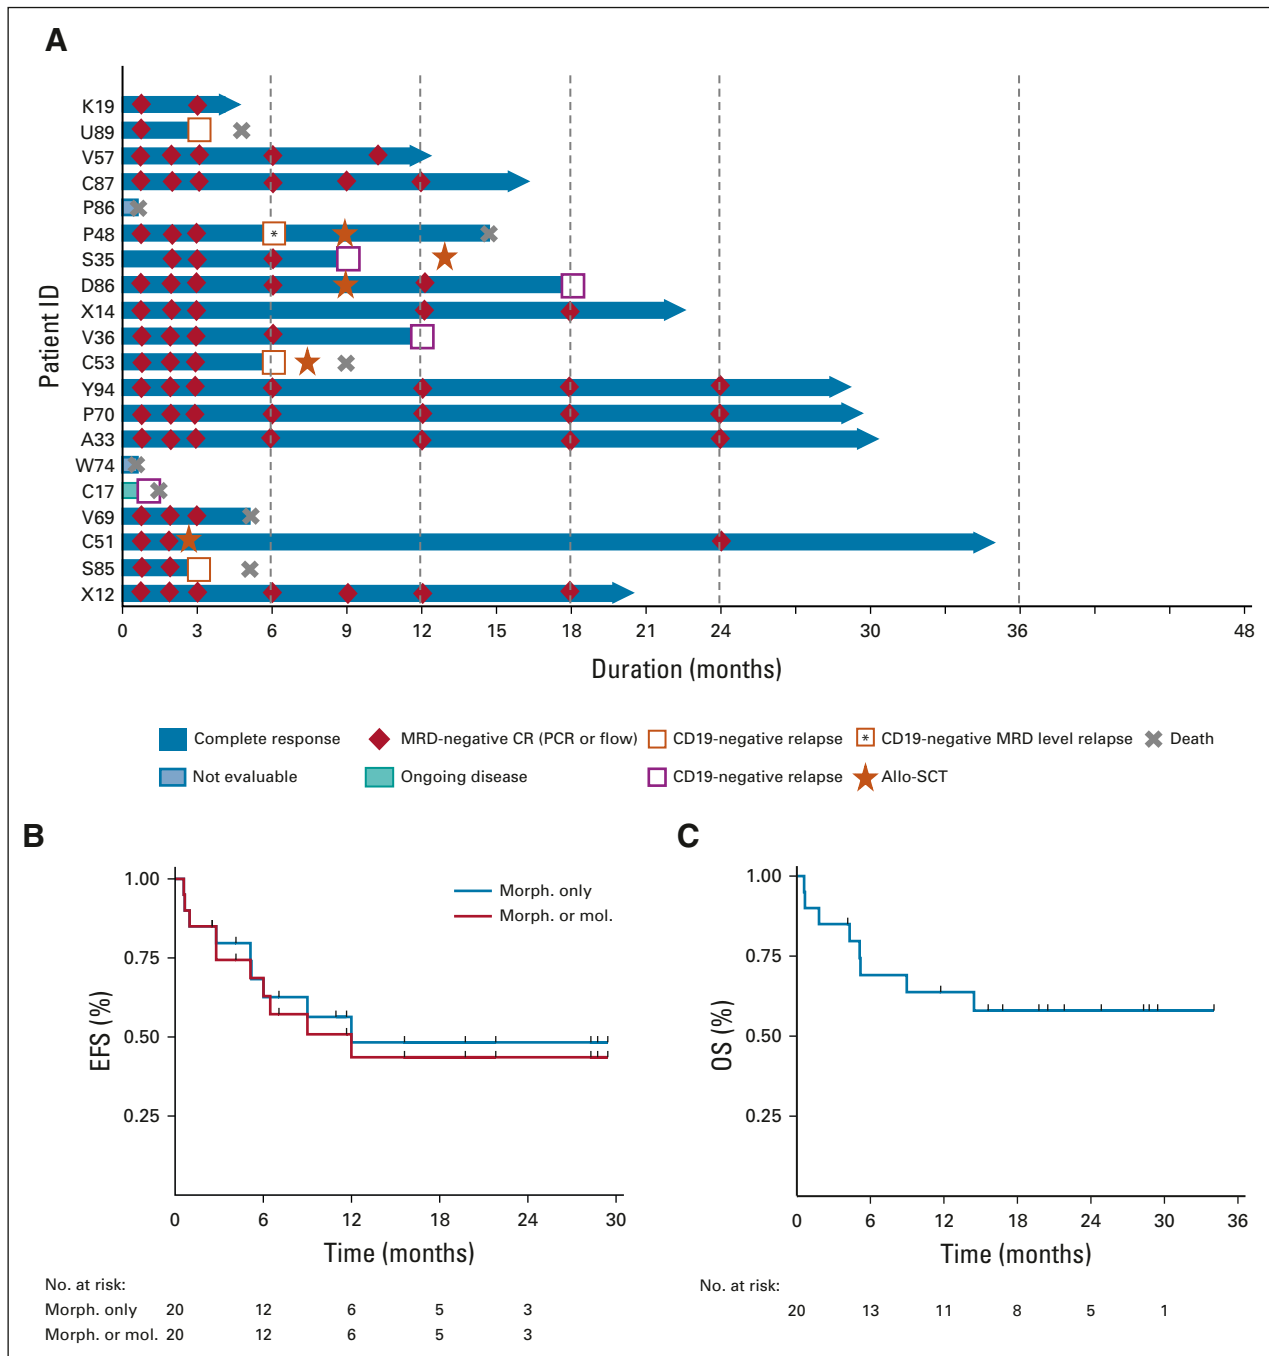 A
Patient ID
K19
U89
V57
C87
P86
P48
*
S35
D86
X14
V36
C53
Y94
P70
A33
W74
C17
V69
C51
S85
X12
0 3 6 9 12 15 18 21 24 30 36 48
Duration (months)
Complete response MRD-negative CR (PCR or flow) CD19-negative relapse * CD19-negative MRD level relapse Death
Not evaluable Ongoing disease CD19-negative relapse Allo-SCT
B
EFS (%)
1.00
0.75
0.50
0.25
Morph. only
Morph. or mol.
0 6 12 18 24 30
Time (months)
No. at risk:
Morph. only 20 12 6 5 3
Morph. or mol. 20 12 6 5 3
C
OS (%)
1.00
0.75
0.50
0.25
0 6 12 18 24 30 36
Time (months)
No. at risk:
20 13 11 8 5 1